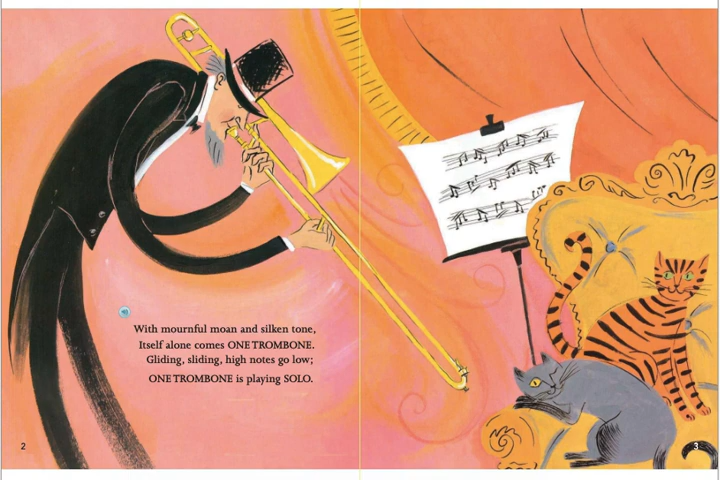 With mournful moan and silken tone,
Itself alone comes ONE TROMBONE.
Gliding, sliding, high notes go low;
ONE TROMBONE is playing SOLO.
2
3